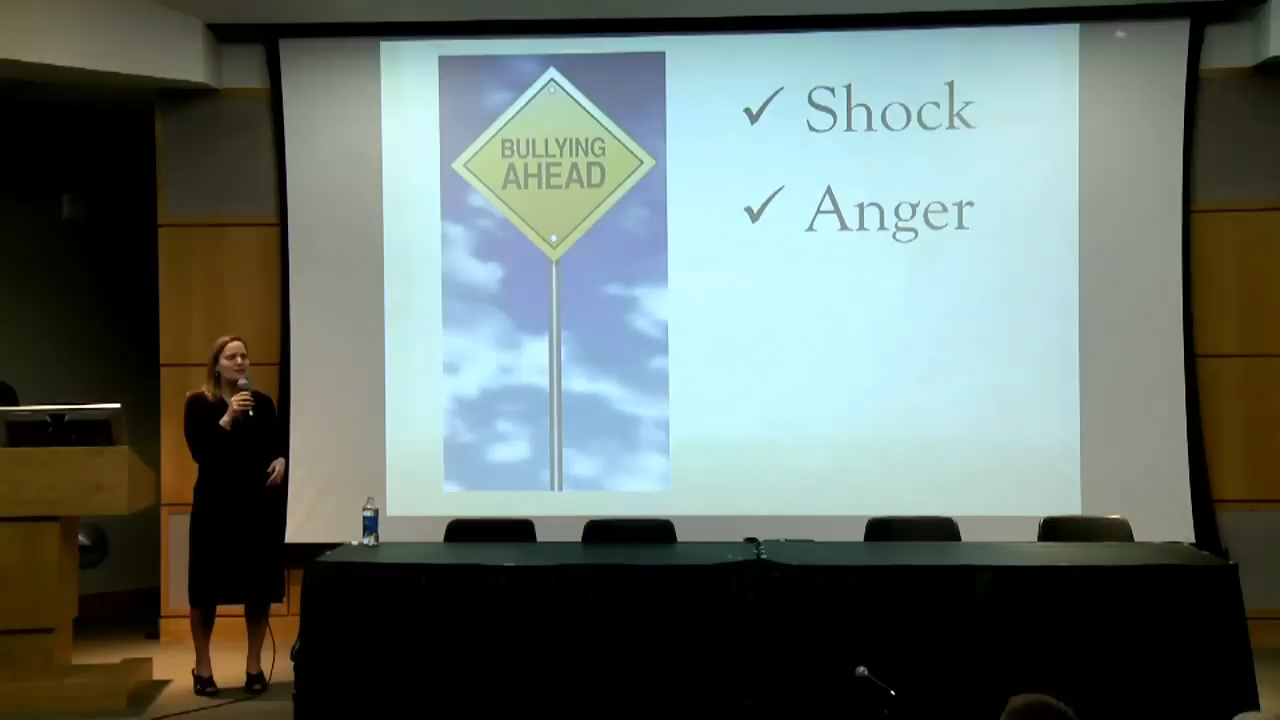 BULLYING
AHEAD
✓ Shock
✓ Anger